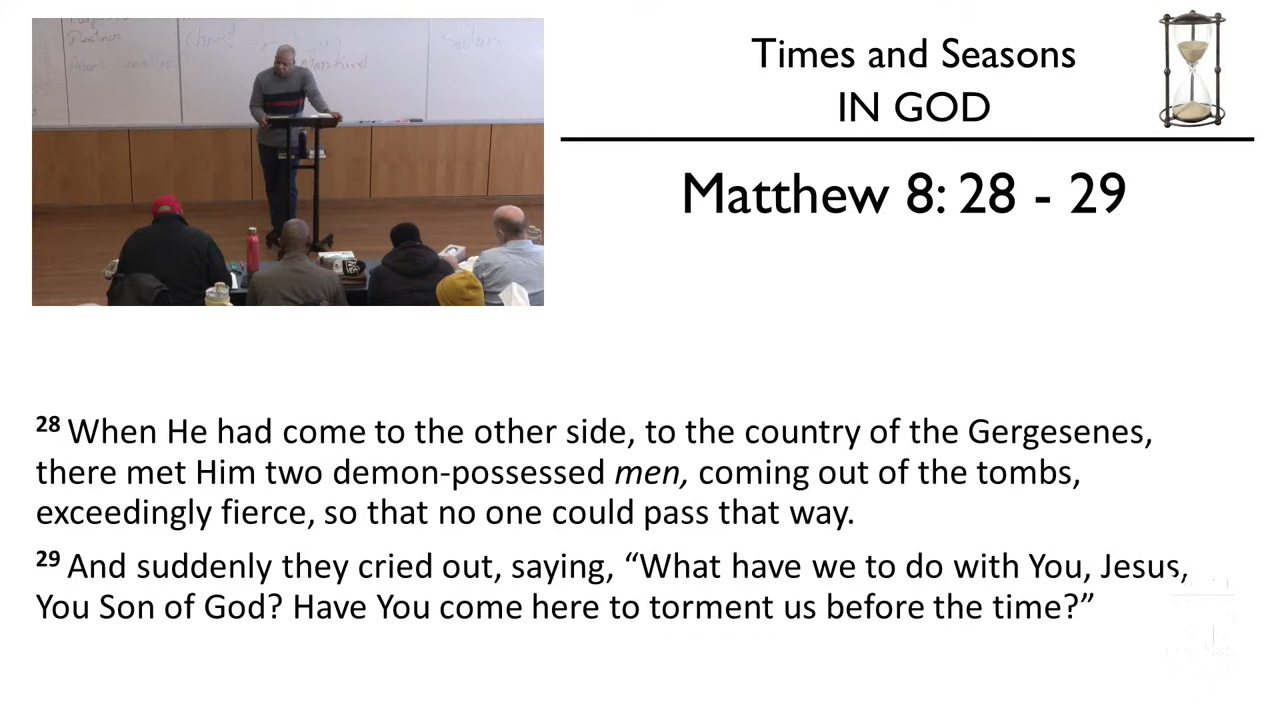 Times and Seasons
IN GOD
Matthew 8: 28 - 29
28 When He had come to the other side, to the country of the Gergesenes,
there met Him two demon-possessed men, coming out of the tombs,
exceedingly fierce, so that no one could pass that way.
29 And suddenly they cried out, saying, “What have we to do with You, Jesus,
You Son of God? Have You come here to torment us before the time?”